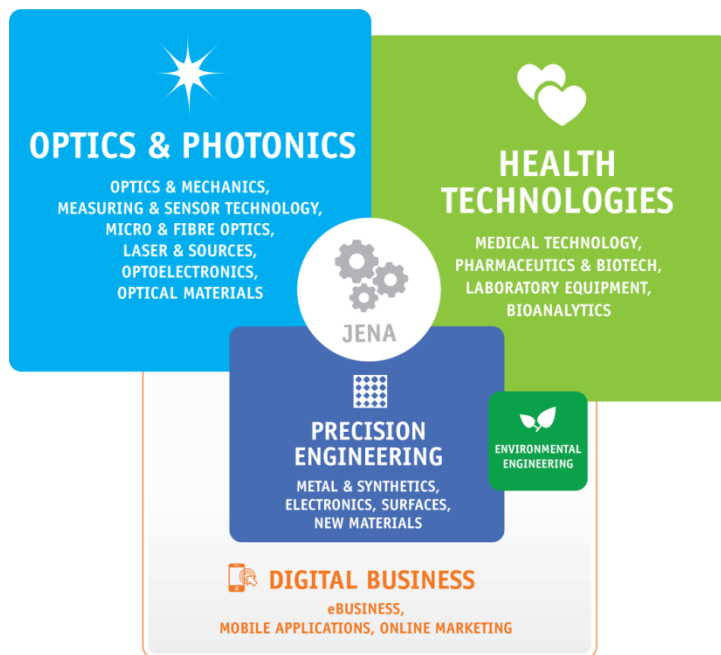 OPTICS & PHOTONICS
OPTICS & MECHANICS,
MEASURING & SENSOR TECHNOLOGY,
MICRO & FIBRE OPTICS,
LASER & SOURCES,
OPTOELECTRONICS,
OPTICAL MATERIALS
HEALTH
TECHNOLOGIES
MEDICAL TECHNOLOGY,
PHARMACEUTICS & BIOTECH,
LABORATORY EQUIPMENT,
BIOANALYTICS
JENA
PRECISION
ENGINEERING
METAL & SYNTHETICS,
ELECTRONICS, SURFACES,
NEW MATERIALS
ENVIRONMENTAL
ENGINEERING
DIGITAL BUSINESS
eBUSINESS,
MOBILE APPLICATIONS, ONLINE MARKETING